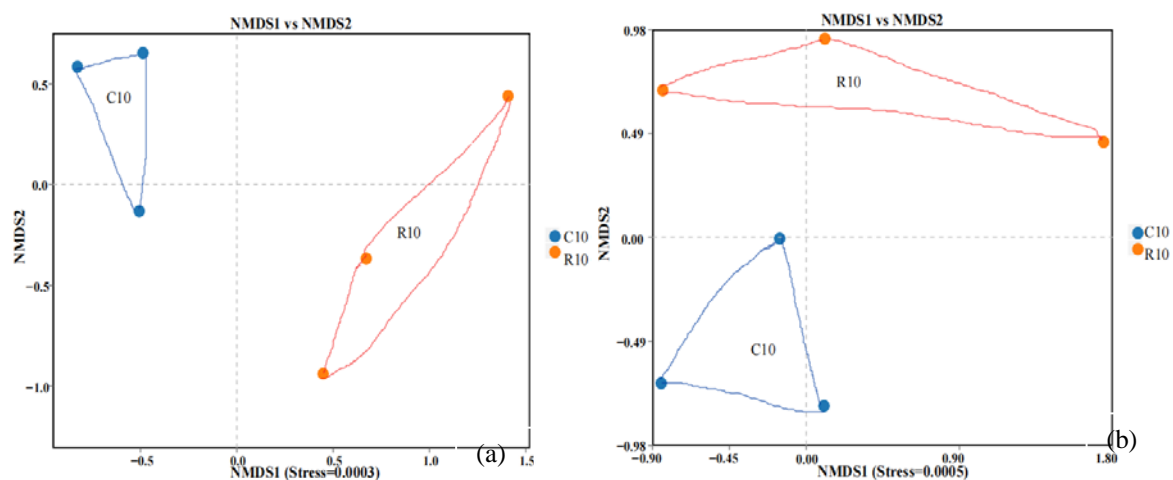 NMDS1 vs NMDS2
0.5
0.0
−0.5
−1.0
NMDS2
C10
R10
C10
R10
−0.5
0.0
0.5
1.0
1.5
NMDS1 (Stress=0.0003)
(a)
NMDS1 vs NMDS2
0.98
0.49
0.00
−0.49
−0.98
NMDS2
R10
C10
C10
R10
−0.90
−0.45
0.00
0.90
1.80
NMDS1 (Stress=0.0005)
(b)